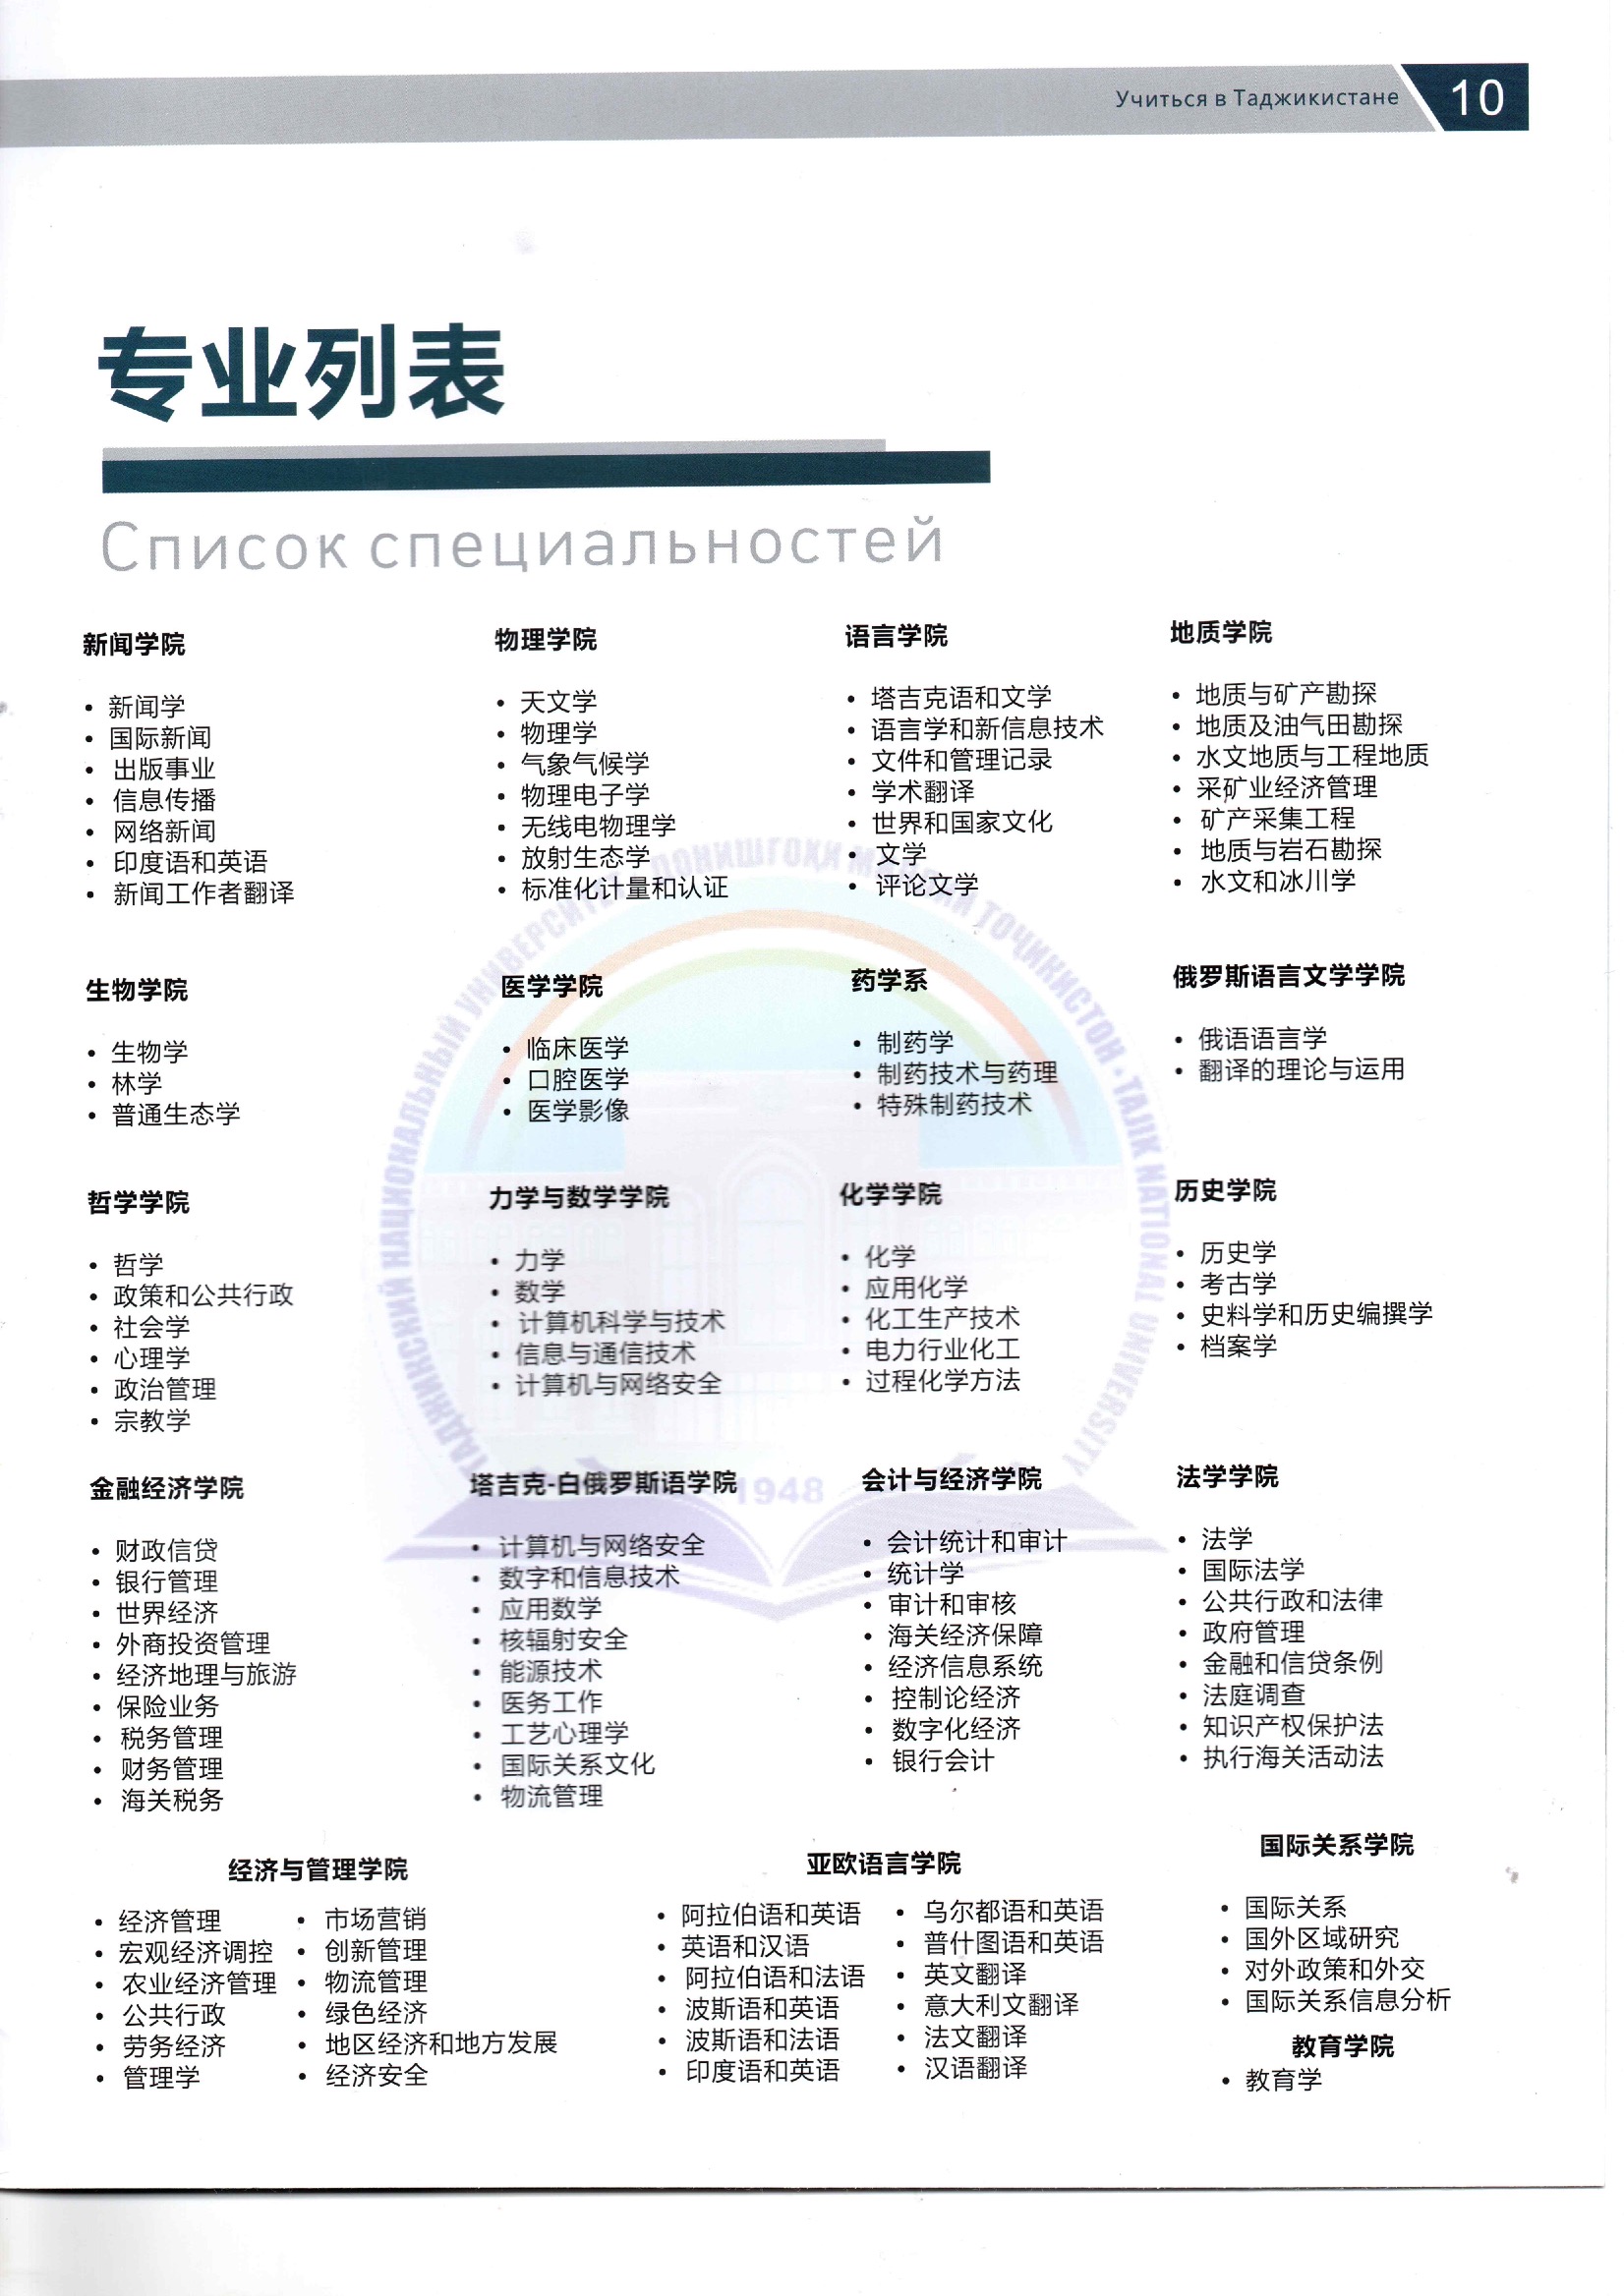 Учиться в Таджикистане
10
专业列表
Список специальностей
新闻学院
• 新闻学
• 国际新闻
• 出版事业
• 信息传播
• 网络新闻
• 印度语和英语
• 新闻工作者翻译
物理学院
• 天文学
• 物理学
• 气象气候学
• 物理电子学
• 无线电物理学
• 放射生态学
• 标准化计量和认证
语言学院
• 塔吉克语和文学
• 语言学和新信息技术
• 文件和管理记录
• 学术翻译
• 世界和国家文化
• 文学
• 评论文学
地质学院
• 地质与矿产勘探
• 地质及油气田勘探
• 水文地质与工程地质
• 采矿业经济管理
• 矿产采集工程
• 地质与岩石勘探
• 水文和冰川学
生物学院
• 生物学
• 林学
• 普通生态学
医学学院
• 临床医学
• 口腔医学
• 医学影像
药学系
• 制药学
• 制药技术与药理
• 特殊制药技术
俄罗斯语言文学学院
• 俄语语言学
• 翻译的理论与运用
哲学学院
• 哲学
• 政策和公共行政
• 社会学
• 心理学
• 政治管理
• 宗教学
力学与数学学院
• 力学
• 数学
• 计算机科学与技术
• 信息与通信技术
• 计算机与网络安全
化学学院
• 化学
• 应用化学
• 化工生产技术
• 电力行业化工
• 过程化学方法
历史学院
• 历史学
• 考古学
• 史料学和历史编撰学
• 档案学
金融经济学院
• 财政信贷
• 银行管理
• 世界经济
• 外商投资管理
• 经济地理与旅游
• 保险业务
• 税务管理
• 财务管理
• 海关税务
塔吉克-白俄罗斯语学院
• 计算机与网络安全
• 数字和信息技术
• 应用数学
• 核辐射安全
• 能源技术
• 医务工作
• 工艺心理学
• 国际关系文化
• 物流管理
会计与经济学院
• 会计统计和审计
• 统计学
• 审计和审核
• 海关经济保障
• 经济信息系统
• 控制论经济
• 数字化经济
• 银行会计
法学学院
• 法学
• 国际法学
• 公共行政和法律
• 政府管理
• 金融和信贷条例
• 法庭调查
• 知识产权保护法
• 执行海关活动法
经济与管理学院
• 经济管理
• 宏观经济调控
• 农业经济管理
• 公共行政
• 劳务经济
• 管理学
• 市场营销
• 创新管理
• 物流管理
• 绿色经济
• 地区经济和地方发展
• 经济安全
亚欧语言学院
• 阿拉伯语和英语
• 英语和汉语
• 阿拉伯语和法语
• 波斯语和英语
• 波斯语和法语
• 印度语和英语
• 乌尔都语和英语
• 普什图语和英语
• 英文翻译
• 意大利文翻译
• 法文翻译
• 汉语翻译
国际关系学院
• 国际关系
• 国外区域研究
• 对外政策和外交
• 国际关系信息分析
教育学院
• 教育学
ТАДЖИКСКИЙ НАЦИОНАЛЬНЫЙ УНИВЕРСИТЕТ
ТОҶИКИСТОН • TAJIK NATIONAL UNIVERSITY
1948